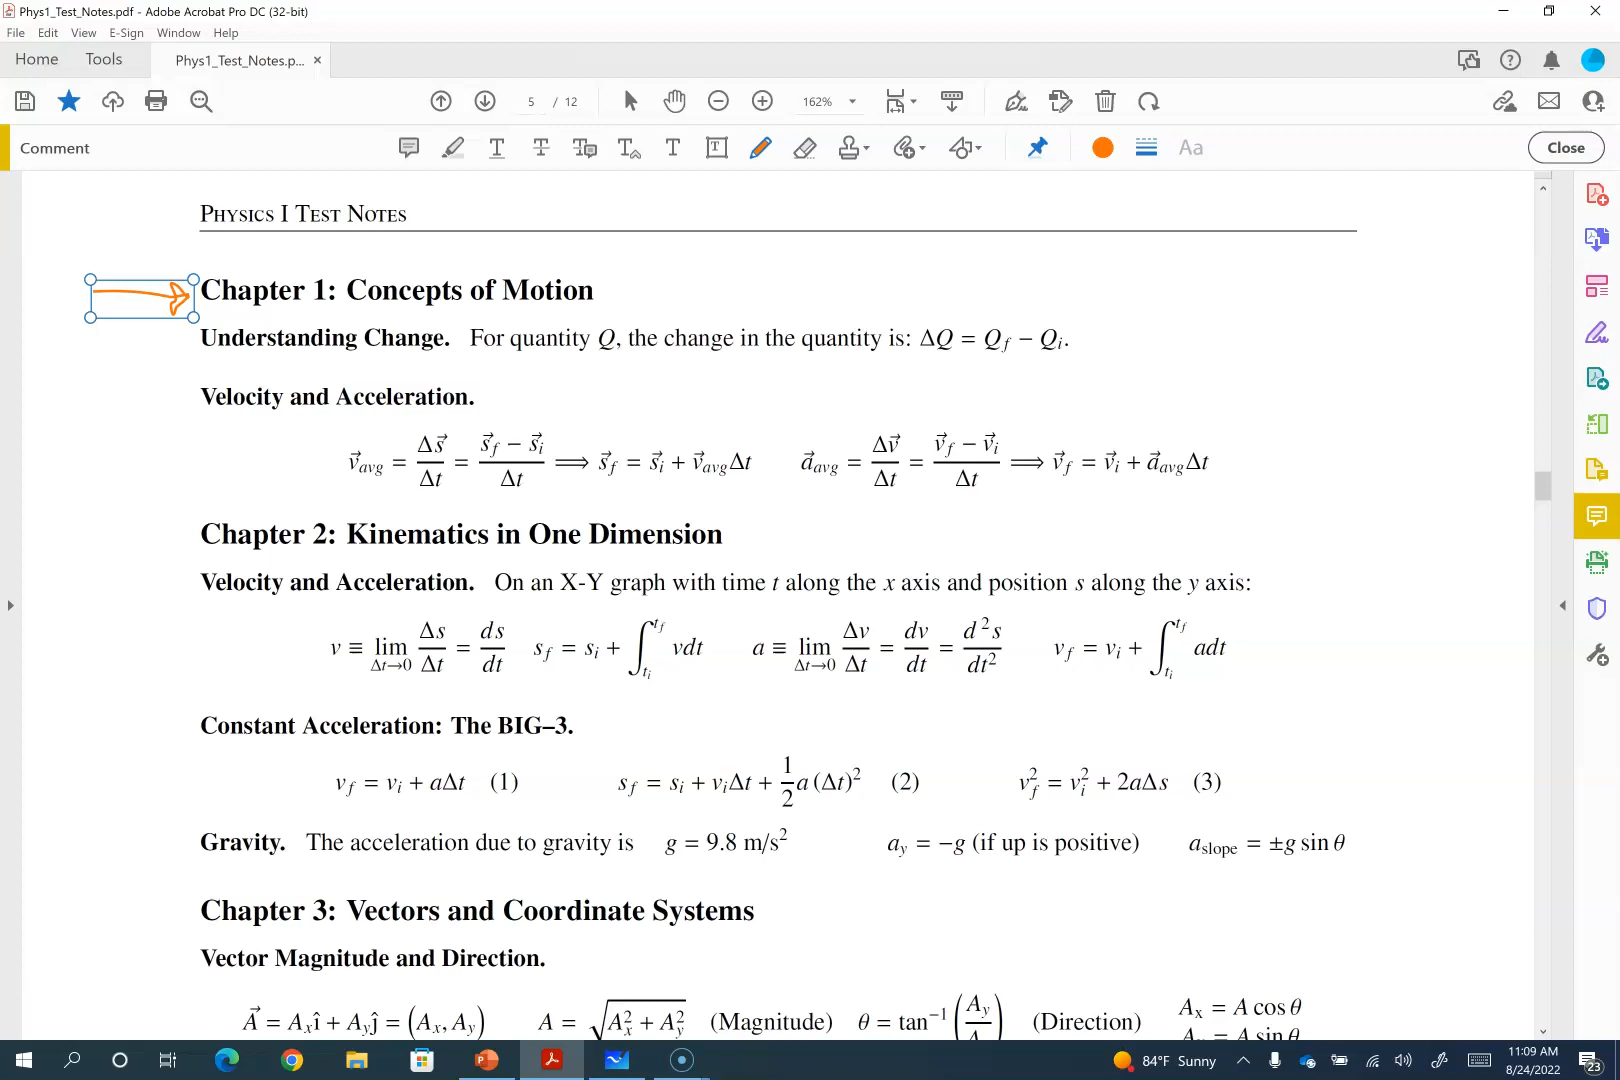 Phys1_Test_Notes.pdf - Adobe Acrobat Pro DC (32-bit)
File Edit View E-Sign Window Help
Home Tools Phys1_Test_Notes.p... ×
5 / 12 162%
Comment Aa Close
Physics I Test Notes
Chapter 1: Concepts of Motion
Understanding Change. For quantity Q, the change in the quantity is: ΔQ = Q_f − Q_i.
Velocity and Acceleration.
v⃗_avg = Δs⃗/Δt = (s⃗_f − s⃗_i)/Δt ⟹ s⃗_f = s⃗_i + v⃗_avg Δt a⃗_avg = Δv⃗/Δt = (v⃗_f − v⃗_i)/Δt ⟹ v⃗_f = v⃗_i + a⃗_avg Δt
Chapter 2: Kinematics in One Dimension
Velocity and Acceleration. On an X-Y graph with time t along the x axis and position s along the y axis:
v ≡ lim_{Δt→0} Δs/Δt = ds/dt s_f = s_i + ∫_{t_i}^{t_f} vdt a ≡ lim_{Δt→0} Δv/Δt = dv/dt = d²s/dt² v_f = v_i + ∫_{t_i}^{t_f} adt
Constant Acceleration: The BIG–3.
v_f = v_i + aΔt (1) s_f = s_i + v_iΔt + 1/2 a (Δt)² (2) v_f² = v_i² + 2aΔs (3)
Gravity. The acceleration due to gravity is g = 9.8 m/s² a_y = −g (if up is positive) a_slope = ±g sin θ
Chapter 3: Vectors and Coordinate Systems
Vector Magnitude and Direction.
A⃗ = A_x î + A_y ĵ = (A_x, A_y) A = √(A_x² + A_y²) (Magnitude) θ = tan⁻¹(A_y/A (Direction) A_x = A cos θ
A_y = A sin θ
84°F Sunny
11:09 AM
8/24/2022
23